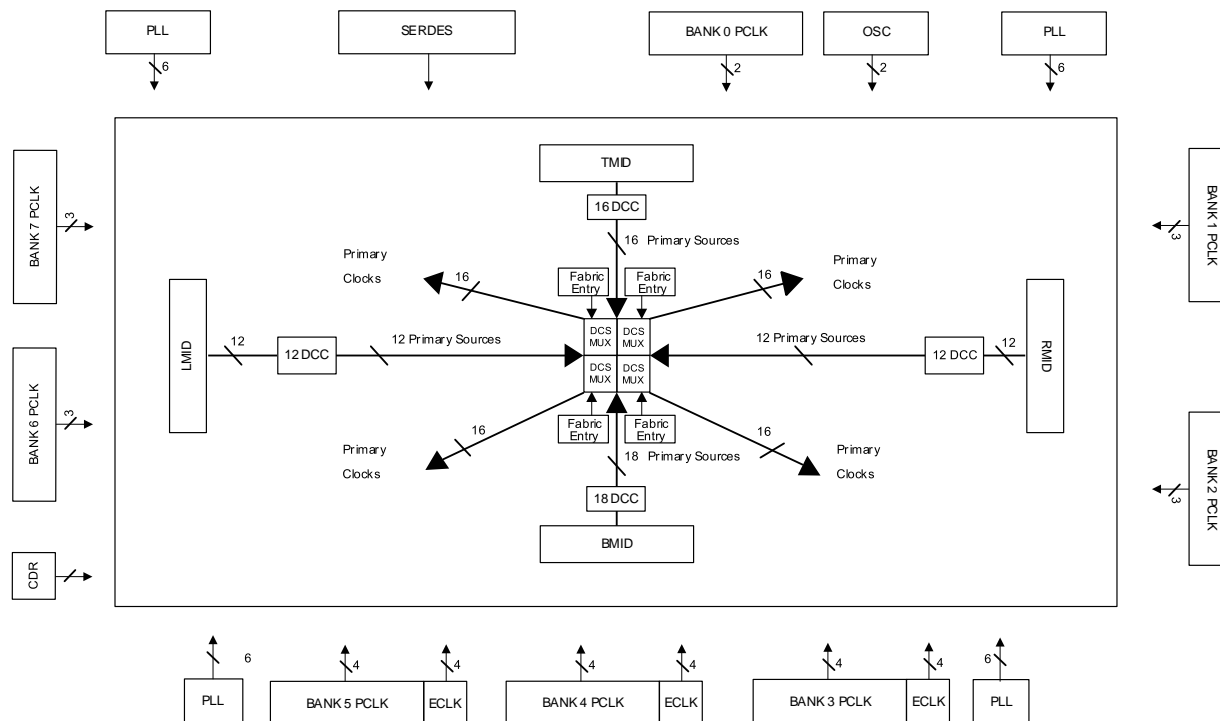 PLL
SERDES
BANK 0 PCLK
OSC
PLL
6
2
2
6
BANK 7 PCLK
3
BANK 6 PCLK
3
CDR
BANK 1 PCLK
3
BANK 2 PCLK
3
TMID
16 DCC
16 Primary Sources
Primary
Clocks
16
Fabric
Entry
Fabric
Entry
16
Primary
Clocks
LMID
12
12 DCC
12 Primary Sources
DCS
MUX
DCS
MUX
DCS
MUX
DCS
MUX
12 Primary Sources
12 DCC
12
RMID
Primary
Clocks
16
Fabric
Entry
Fabric
Entry
16
Primary
Clocks
18 Primary Sources
18 DCC
BMID
6
4
4
4
4
4
4
6
PLL
BANK 5 PCLK
ECLK
BANK 4 PCLK
ECLK
BANK 3 PCLK
ECLK
PLL